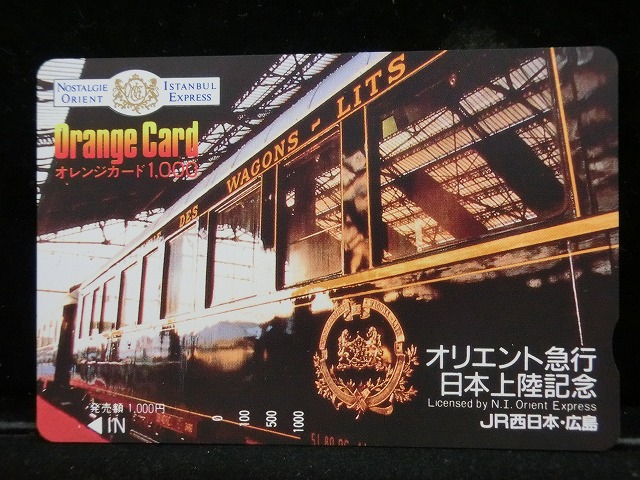 NOSTALGIE ISTANBUL
ORIENT EXPRESS
Orange Card
オレンジカード1,000
DES WAGONS-LITS
オリエント急行
日本上陸記念
Licensed by N.I. Orient Express
JR西日本・広島
発売額 1,000円
◀IN
0 100 500 1000